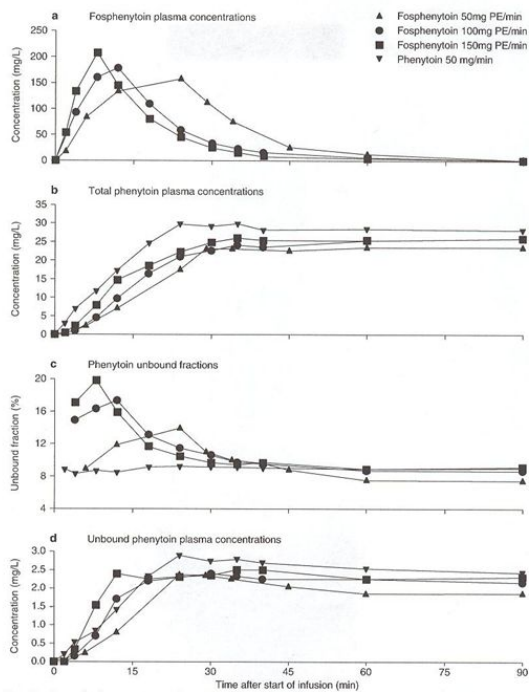 a Fosphenytoin plasma concentrations
Fosphenytoin 50mg PE/min
Fosphenytoin 100mg PE/min
Fosphenytoin 150mg PE/min
Phenytoin 50 mg/min
Concentration (mg/L)
250
200
150
100
50
0
b Total phenytoin plasma concentrations
Concentration (mg/L)
35
30
25
20
15
10
5
0
c Phenytoin unbound fractions
Unbound fraction (%)
20
16
12
8
4
d Unbound phenytoin plasma concentrations
Concentration (mg/L)
3.0
2.5
2.0
1.5
1.0
0.5
0.0
0 15 30 45 60 75 90
Time after start of infusion (min)